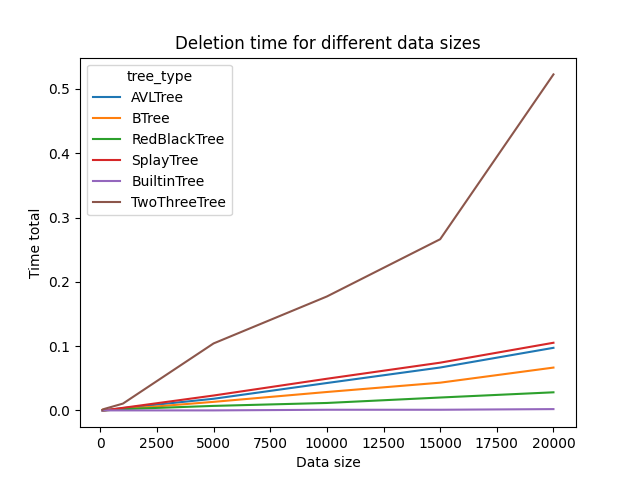 Deletion time for different data sizes
tree_type
AVLTree
BTree
RedBlackTree
SplayTree
BuiltinTree
TwoThreeTree
Time total
0.5
0.4
0.3
0.2
0.1
0.0
0 2500 5000 7500 10000 12500 15000 17500 20000
Data size